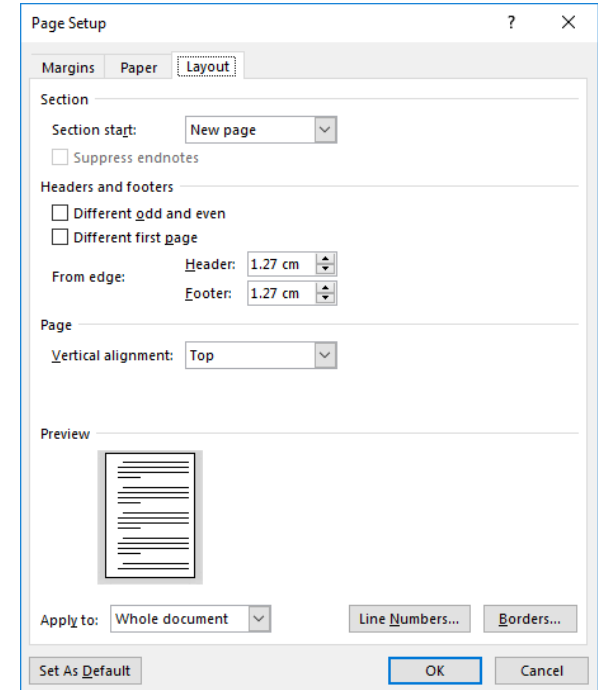 Page Setup ? ×
Margins Paper Layout
Section
Section start: New page
Suppress endnotes
Headers and footers
Different odd and even
Different first page
From edge: Header: 1.27 cm
Footer: 1.27 cm
Page
Vertical alignment: Top
Preview
Apply to: Whole document Line Numbers... Borders...
Set As Default OK Cancel